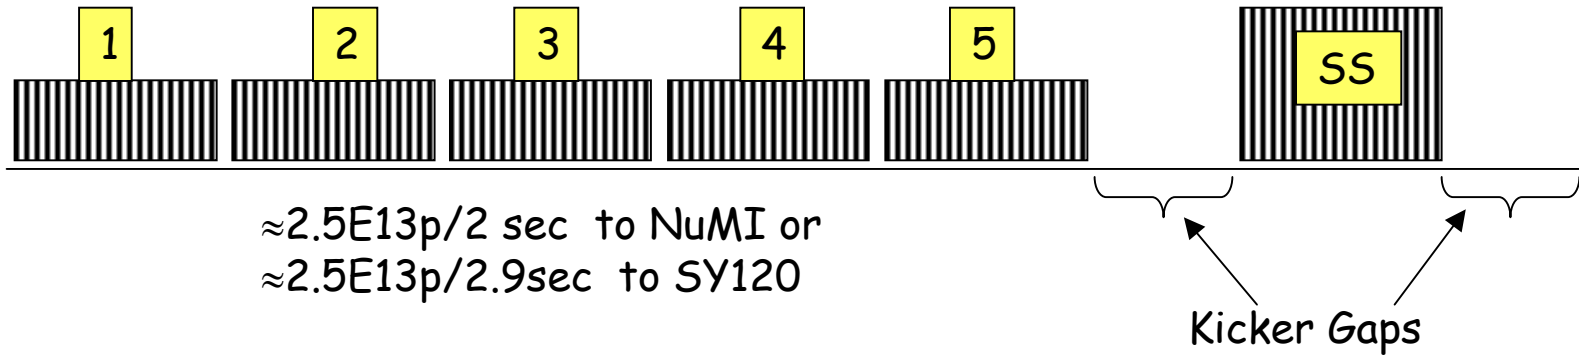 1 2 3 4 5 SS
≈2.5E13p/2 sec to NuMI or
≈2.5E13p/2.9sec to SY120
Kicker Gaps